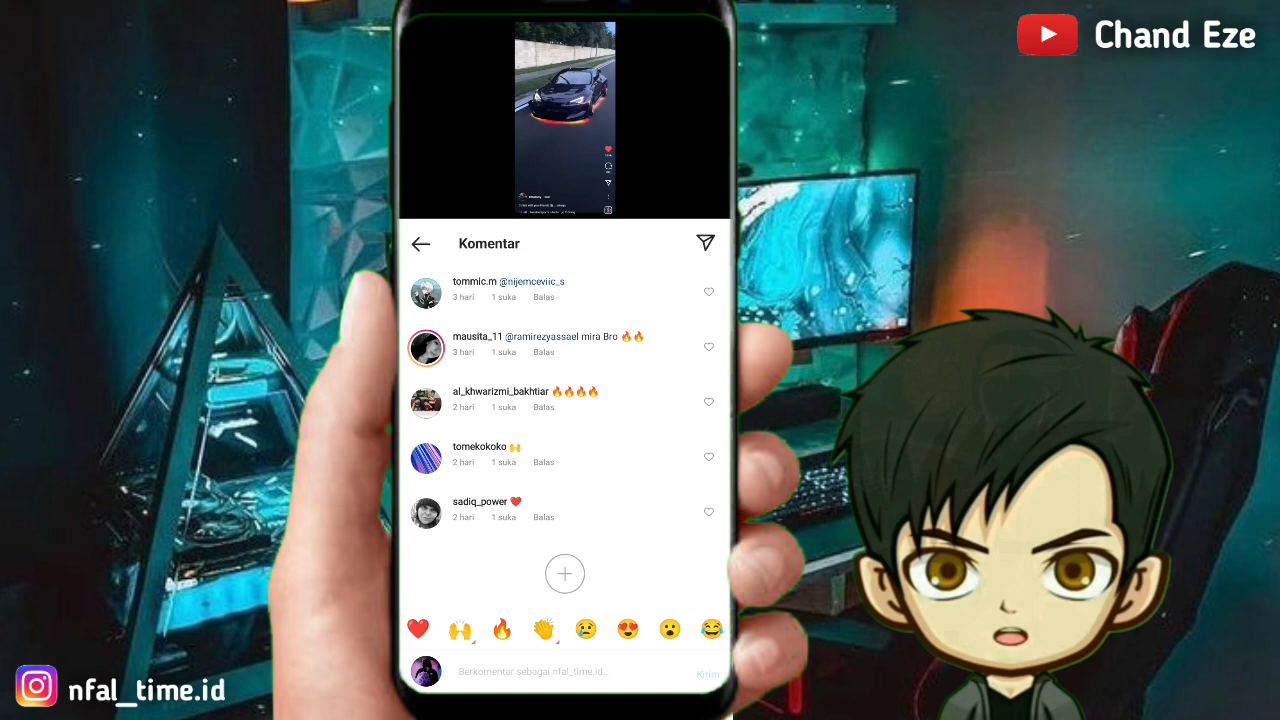 Chand Eze
Komentar
tommic.m @nijemceviic_s
3 hari 1 suka Balas
mausita_11 @ramirezyassael mira Bro 🔥🔥
3 hari 1 suka Balas
al_khwarizmi_bakhtiar 🔥🔥🔥🔥
2 hari 1 suka Balas
tomekokoko 🙌
2 hari 1 suka Balas
sadiq_power ❤️
2 hari 1 suka Balas
❤️ 🙌 🔥 👏 😢 😍 😮 😂
Berkomentar sebagai nfal_time.id...
Kirim
nfal_time.id